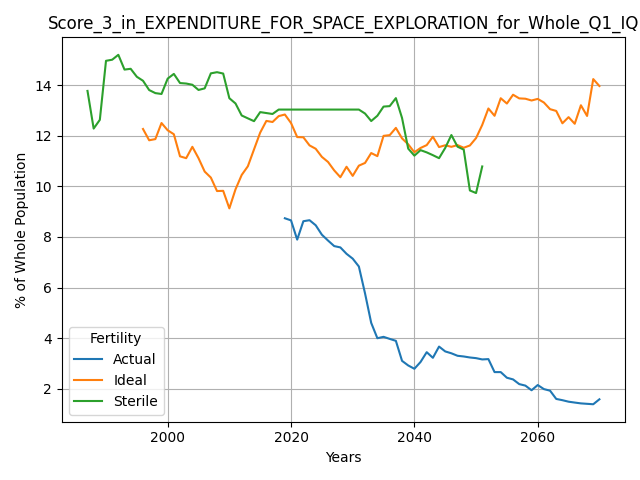 Score_3_in_EXPENDITURE_FOR_SPACE_EXPLORATION_for_Whole_Q1_IQ
% of Whole Population
14
12
10
8
6
4
2
Fertility
Actual
Ideal
Sterile
2000 2020 2040 2060
Years